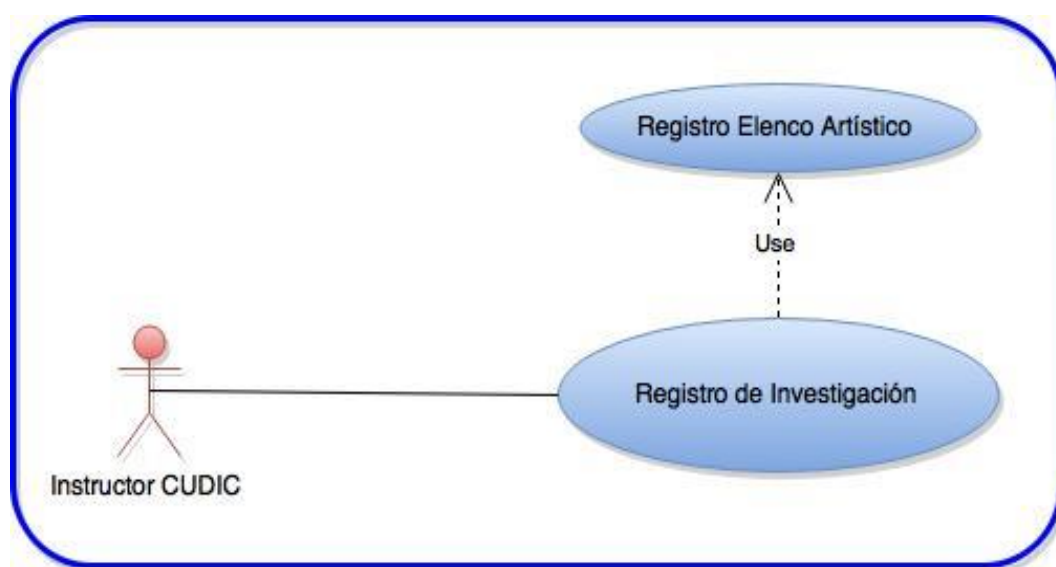 Registro Elenco Artístico
Use
Registro de Investigación
Instructor CUDIC